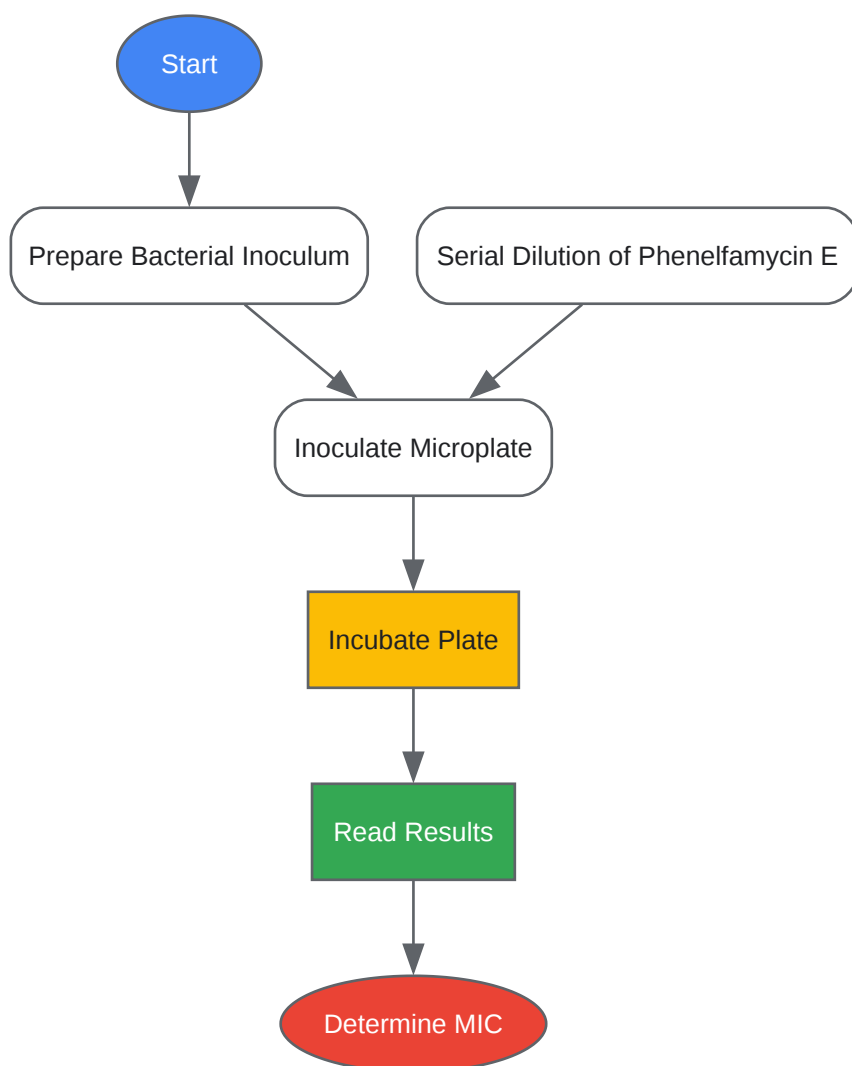 Start
Prepare Bacterial Inoculum
Serial Dilution of Phenelfamycin E
Inoculate Microplate
Incubate Plate
Read Results
Determine MIC